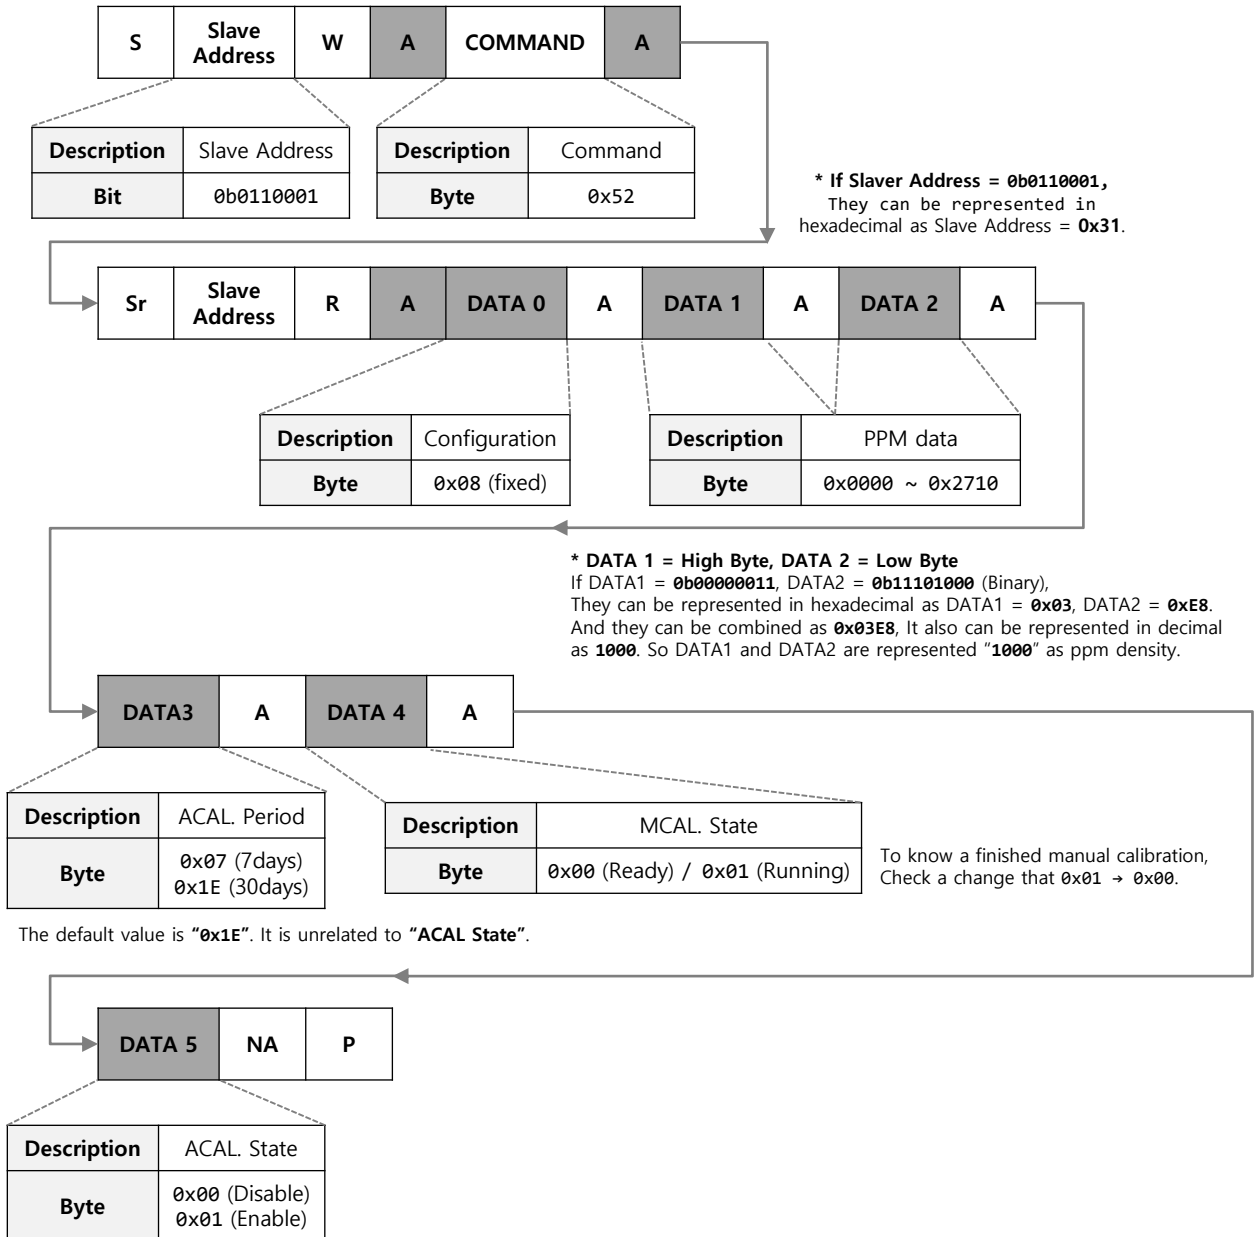 S Slave Address W A COMMAND A
Description Slave Address
Bit 0b0110001
Description Command
Byte 0x52
* If Slaver Address = 0b0110001,
They can be represented in
hexadecimal as Slave Address = 0x31.
Sr Slave Address R A DATA 0 A DATA 1 A DATA 2 A
Description Configuration
Byte 0x08 (fixed)
Description PPM data
Byte 0x0000 ~ 0x2710
* DATA 1 = High Byte, DATA 2 = Low Byte
If DATA1 = 0b00000011, DATA2 = 0b11101000 (Binary),
They can be represented in hexadecimal as DATA1 = 0x03, DATA2 = 0xE8.
And they can be combined as 0x03E8, It also can be represented in decimal
as 1000. So DATA1 and DATA2 are represented “1000” as ppm density.
DATA3 A DATA 4 A
Description ACAL. Period
Byte 0x07 (7days)
0x1E (30days)
Description MCAL. State
Byte 0x00 (Ready) / 0x01 (Running)
To know a finished manual calibration,
Check a change that 0x01 → 0x00.
The default value is “0x1E”. It is unrelated to “ACAL State”.
DATA 5 NA P
Description ACAL. State
Byte 0x00 (Disable)
0x01 (Enable)